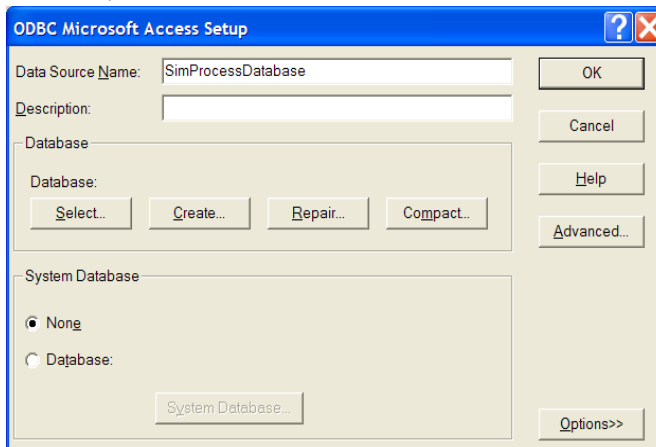 ODBC Microsoft Access Setup
Data Source Name: SimProcessDatabase
OK
Description:
Cancel
Database
Database:
Help
Select... Create... Repair... Compact...
Advanced...
System Database
None
Database:
System Database...
Options>>